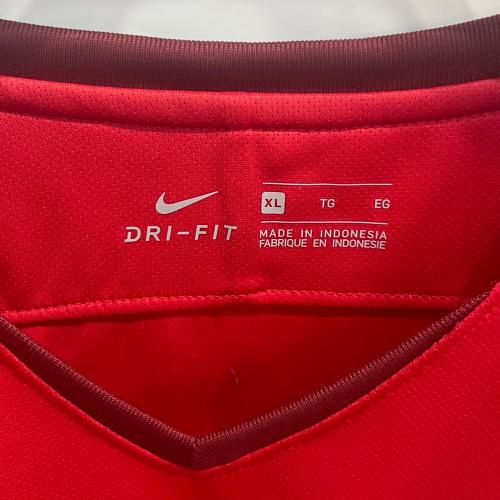 DRI-FIT
XL TG EG
MADE IN INDONESIA
FABRIQUE EN INDONESIE